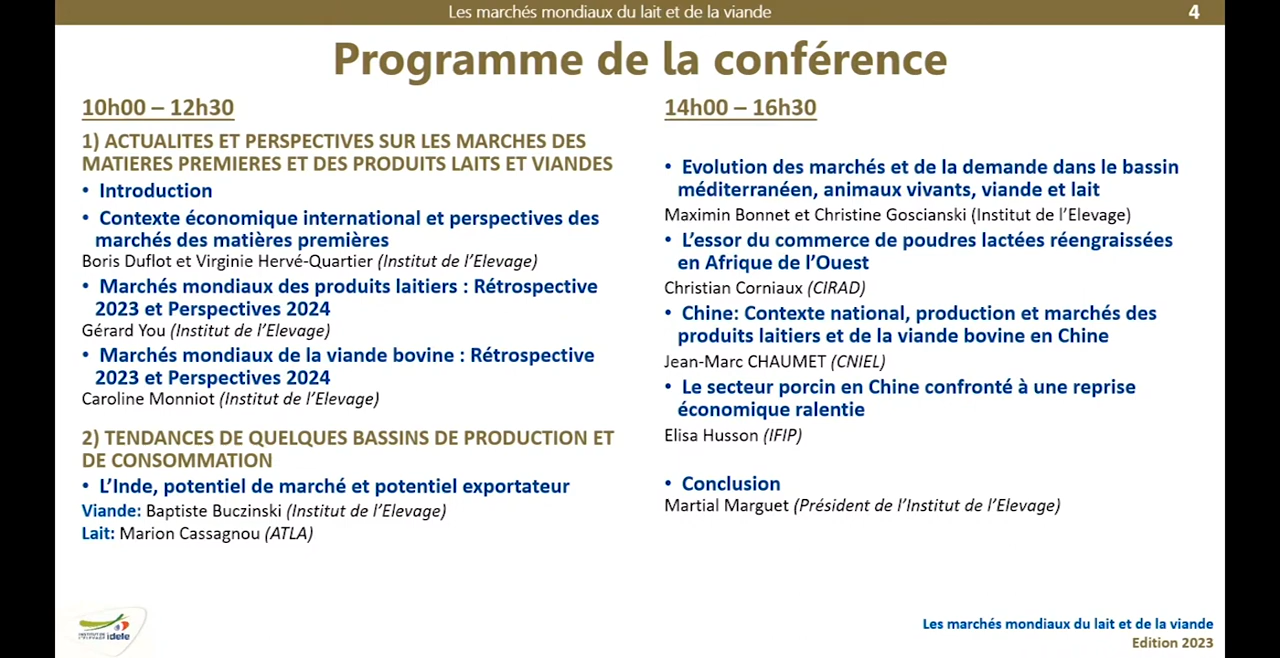 Les marchés mondiaux du lait et de la viande
4
Programme de la conférence
10h00 – 12h30
1) ACTUALITES ET PERSPECTIVES SUR LES MARCHES DES
MATIERES PREMIERES ET DES PRODUITS LAITS ET VIANDES
• Introduction
• Contexte économique international et perspectives des
marchés des matières premières
Boris Duflot et Virginie Hervé-Quartier (Institut de l’Elevage)
• Marchés mondiaux des produits laitiers : Rétrospective
2023 et Perspectives 2024
Gérard You (Institut de l’Elevage)
• Marchés mondiaux de la viande bovine : Rétrospective
2023 et Perspectives 2024
Caroline Monniot (Institut de l’Elevage)
2) TENDANCES DE QUELQUES BASSINS DE PRODUCTION ET
DE CONSOMMATION
• L’Inde, potentiel de marché et potentiel exportateur
Viande: Baptiste Buczinski (Institut de l’Elevage)
Lait: Marion Cassagnou (ATLA)
14h00 – 16h30
• Evolution des marchés et de la demande dans le bassin
méditerranéen, animaux vivants, viande et lait
Maximin Bonnet et Christine Goscianski (Institut de l’Elevage)
• L’essor du commerce de poudres lactées réengraissées
en Afrique de l’Ouest
Christian Corniaux (CIRAD)
• Chine: Contexte national, production et marchés des
produits laitiers et de la viande bovine en Chine
Jean-Marc CHAUMET (CNIEL)
• Le secteur porcin en Chine confronté à une reprise
économique ralentie
Elisa Husson (IFIP)
• Conclusion
Martial Marguet (Président de l’Institut de l’Elevage)
INSTITUT DE
L’ELEVAGE idele
Les marchés mondiaux du lait et de la viande
Edition 2023